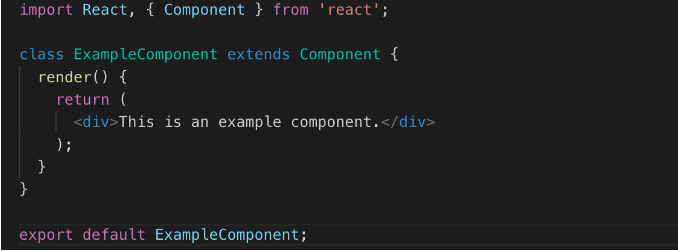 import React, { Component } from 'react';

class ExampleComponent extends Component {
  render() {
    return (
      <div>This is an example component.</div>
    );
  }
}

export default ExampleComponent;